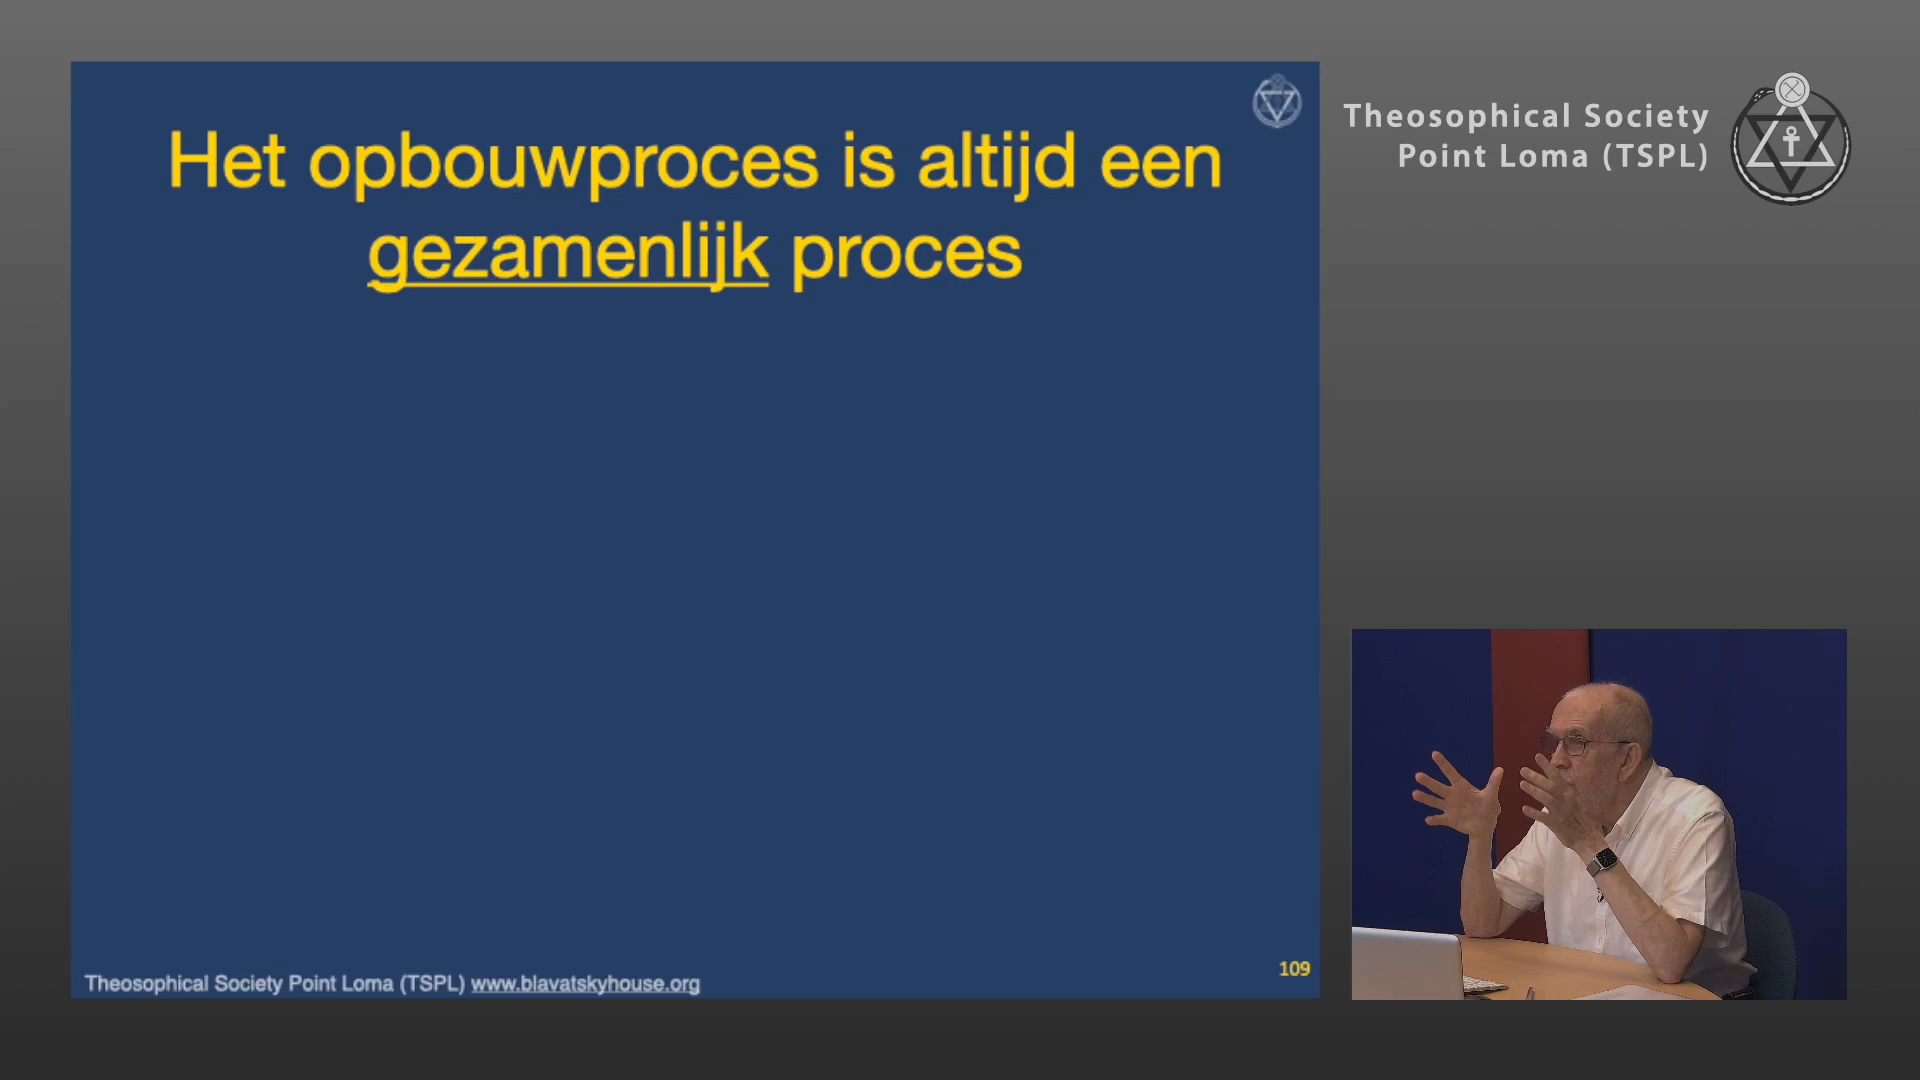 Het opbouwproces is altijd een
gezamenlijk proces
Theosophical Society
Point Loma (TSPL)
109
Theosophical Society Point Loma (TSPL) www.blavatskyhouse.org